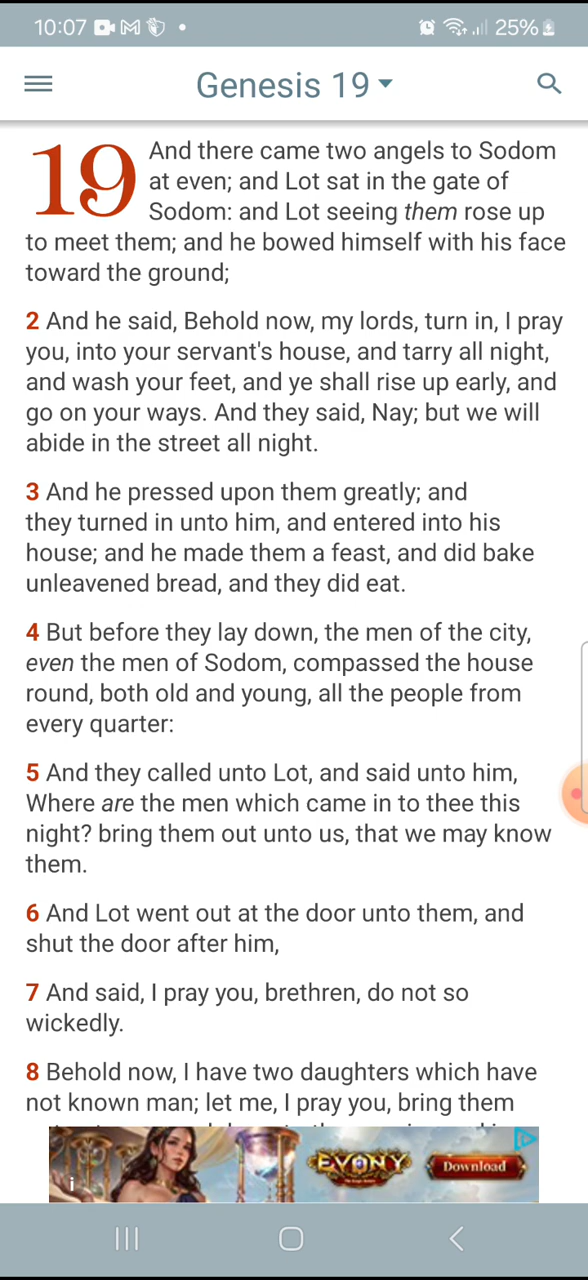 10:07
25%
Genesis 19
19 And there came two angels to Sodom
at even; and Lot sat in the gate of
Sodom: and Lot seeing them rose up
to meet them; and he bowed himself with his face
toward the ground;
2 And he said, Behold now, my lords, turn in, I pray
you, into your servant's house, and tarry all night,
and wash your feet, and ye shall rise up early, and
go on your ways. And they said, Nay; but we will
abide in the street all night.
3 And he pressed upon them greatly; and
they turned in unto him, and entered into his
house; and he made them a feast, and did bake
unleavened bread, and they did eat.
4 But before they lay down, the men of the city,
even the men of Sodom, compassed the house
round, both old and young, all the people from
every quarter:
5 And they called unto Lot, and said unto him,
Where are the men which came in to thee this
night? bring them out unto us, that we may know
them.
6 And Lot went out at the door unto them, and
shut the door after him,
7 And said, I pray you, brethren, do not so
wickedly.
8 Behold now, I have two daughters which have
not known man; let me, I pray you, bring them
EVONY
Download